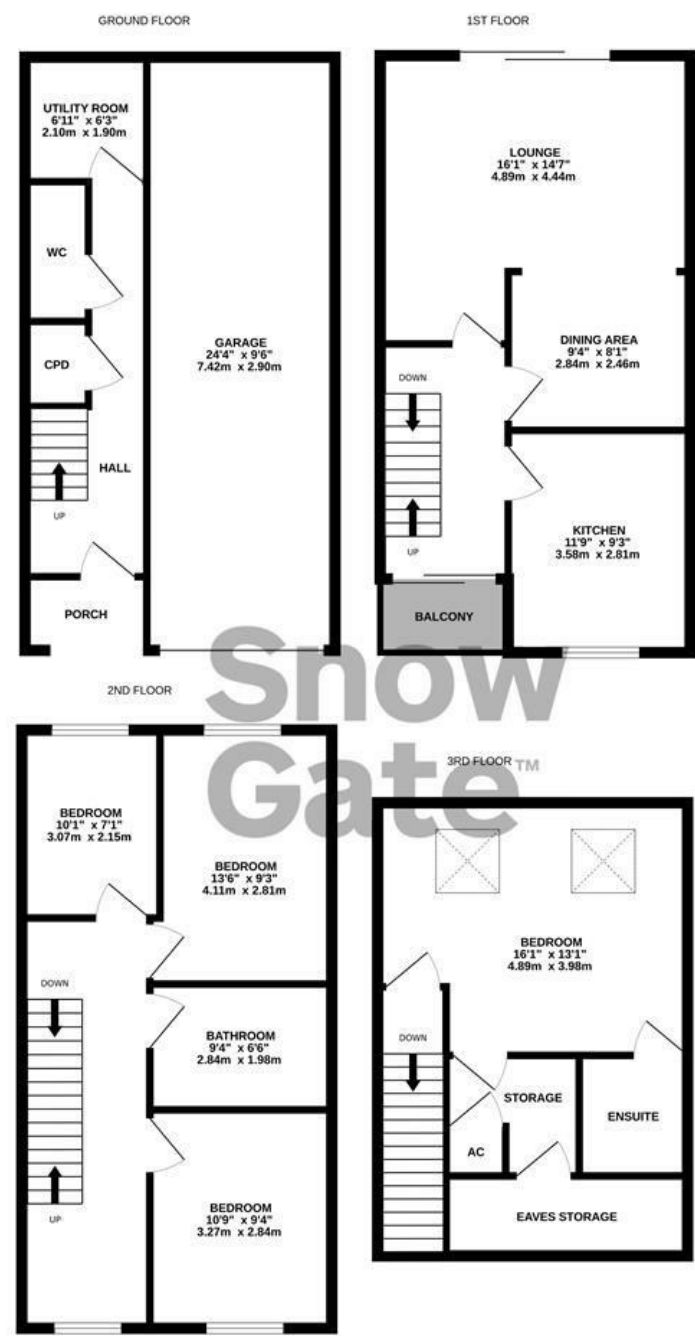 GROUND FLOOR
UTILITY ROOM
6'11" x 6'3"
2.10m x 1.90m
WC
CPD
GARAGE
24'4" x 9'6"
7.42m x 2.90m
HALL
UP
PORCH
1ST FLOOR
LOUNGE
16'1" x 14'7"
4.89m x 4.44m
DINING AREA
9'4" x 8'1"
2.84m x 2.46m
DOWN
KITCHEN
11'9" x 9'3"
3.58m x 2.81m
UP
BALCONY
Snow
Gate™
2ND FLOOR
BEDROOM
10'1" x 7'1"
3.07m x 2.15m
BEDROOM
13'6" x 9'3"
4.11m x 2.81m
DOWN
BATHROOM
9'4" x 6'6"
2.84m x 1.98m
BEDROOM
10'9" x 9'4"
3.27m x 2.84m
UP
3RD FLOOR
BEDROOM
16'1" x 13'1"
4.89m x 3.98m
DOWN
STORAGE
ENSUITE
AC
EAVES STORAGE